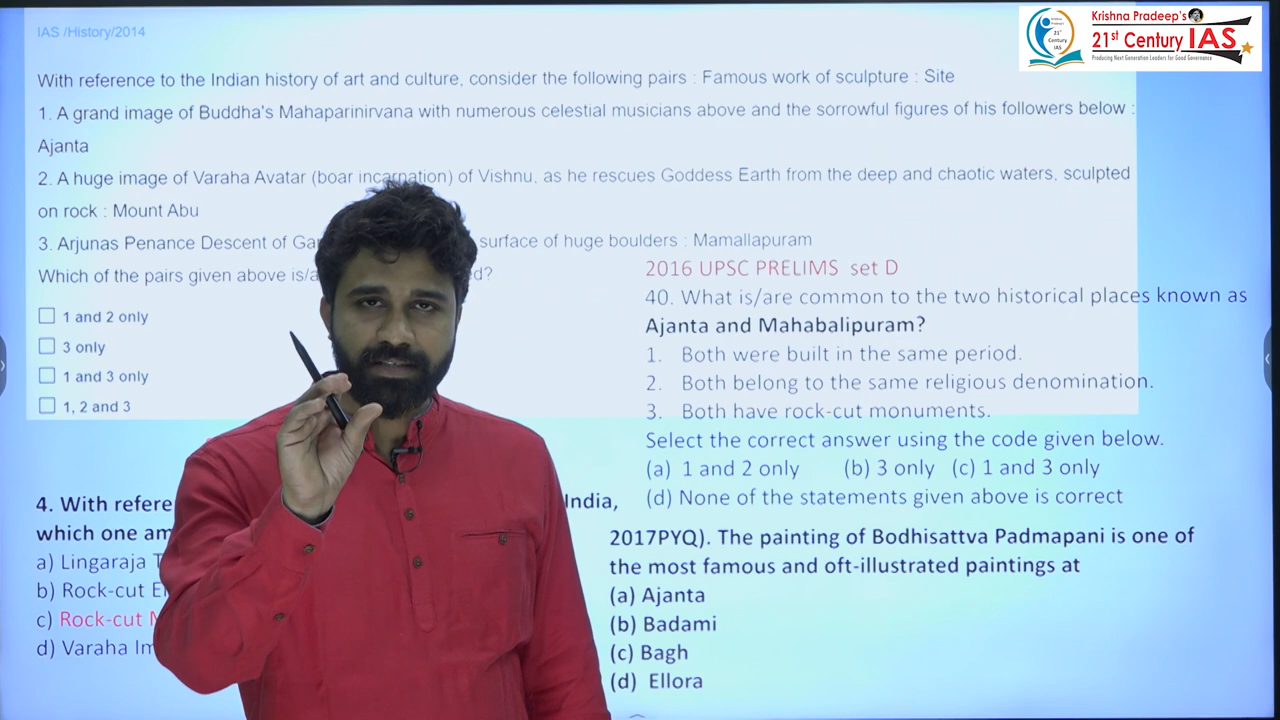 IAS /History/2014
Krishna Pradeep's
21st Century IAS
Producing Next Generation Leaders for Good Governance
Krishna Pradeep's
21st
Century
IAS
With reference to the Indian history of art and culture, consider the following pairs : Famous work of sculpture : Site
1. A grand image of Buddha's Mahaparinirvana with numerous celestial musicians above and the sorrowful figures of his followers below :
Ajanta
2. A huge image of Varaha Avatar (boar incarnation) of Vishnu, as he rescues Goddess Earth from the deep and chaotic waters, sculpted
on rock : Mount Abu
3. Arjunas Penance Descent of surface of huge boulders : Mamallapuram
Which of the pairs given above
1 and 2 only
3 only
1 and 3 only
1, 2 and 3
2016 UPSC PRELIMS set D
40. What is/are common to the two historical places known as
Ajanta and Mahabalipuram?
1. Both were built in the same period.
2. Both belong to the same religious denomination.
3. Both have rock-cut monuments.
Select the correct answer using the code given below.
(a) 1 and 2 only (b) 3 only (c) 1 and 3 only
(d) None of the statements given above is correct
4. With India,
which one
a) Lingaraja
b) Rock-cut
c) Rock-cut
d) Varaha
2017PYQ). The painting of Bodhisattva Padmapani is one of
the most famous and oft-illustrated paintings at
(a) Ajanta
(b) Badami
(c) Bagh
(d) Ellora